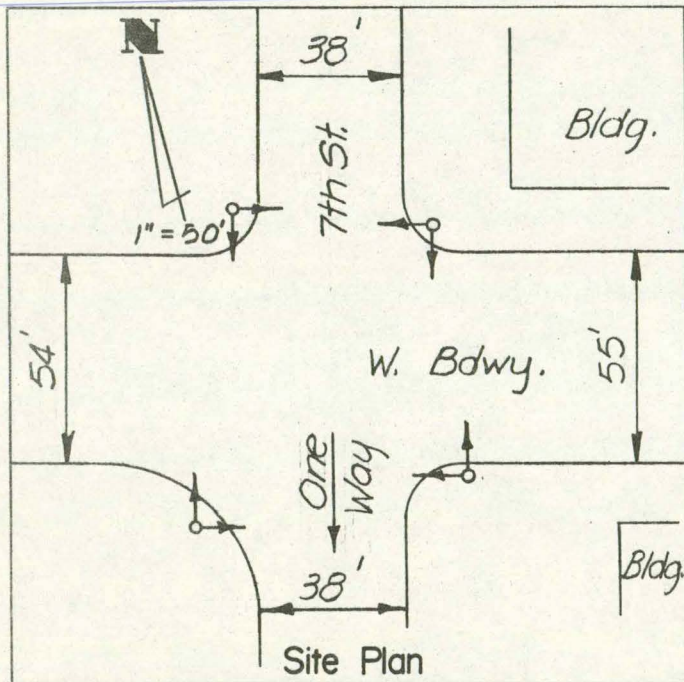 N
38'
7th St.
Bldg.
1" = 50'
54'
W. Bdwy.
55'
One
Way
38'
Bldg.
Site Plan